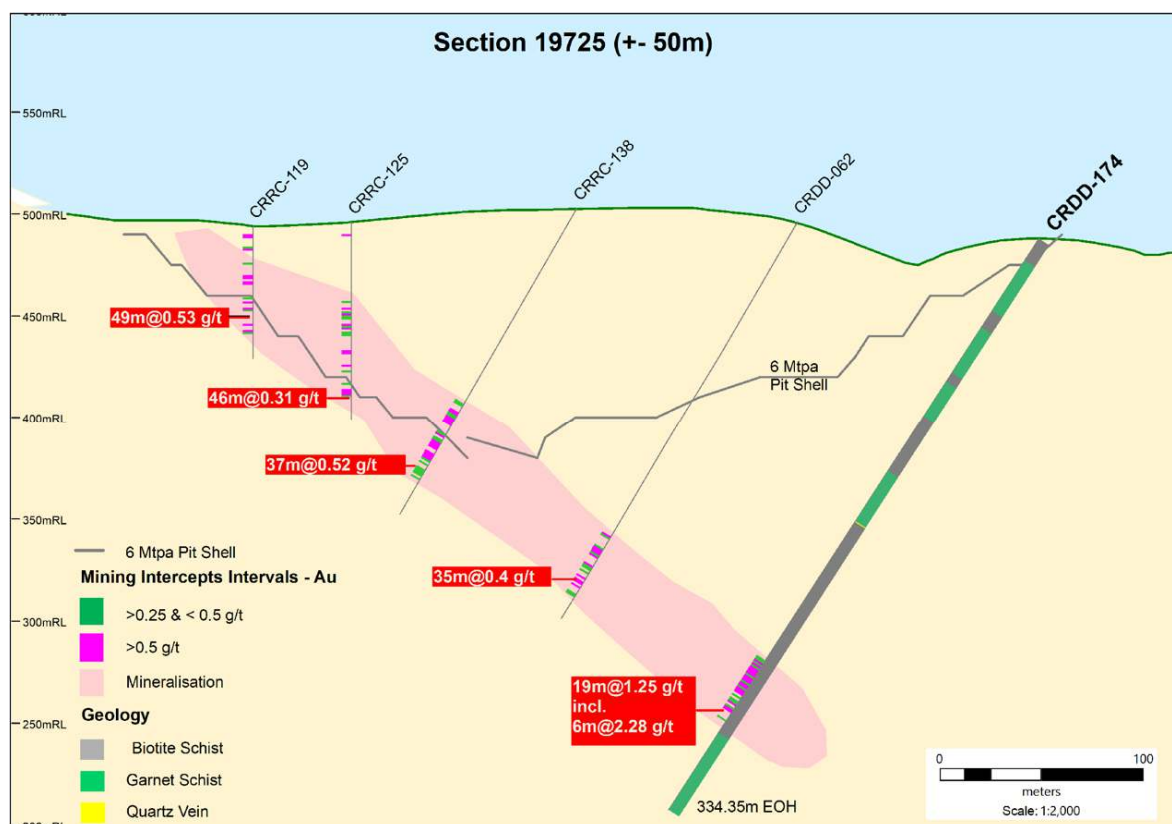 Section 19725 (+- 50m)
550mRL
500mRL
450mRL
400mRL
350mRL
300mRL
250mRL
CRRC-119
CRRC-125
CRRC-138
CRDD-062
CRDD-174
49m@0.53 g/t
46m@0.31 g/t
37m@0.52 g/t
35m@0.4 g/t
19m@1.25 g/t
incl.
6m@2.28 g/t
6 Mtpa
Pit Shell
334.35m EOH
6 Mtpa Pit Shell
Mining Intercepts Intervals - Au
>0.25 & < 0.5 g/t
>0.5 g/t
Mineralisation
Geology
Biotite Schist
Garnet Schist
Quartz Vein
0 100
meters
Scale: 1:2,000